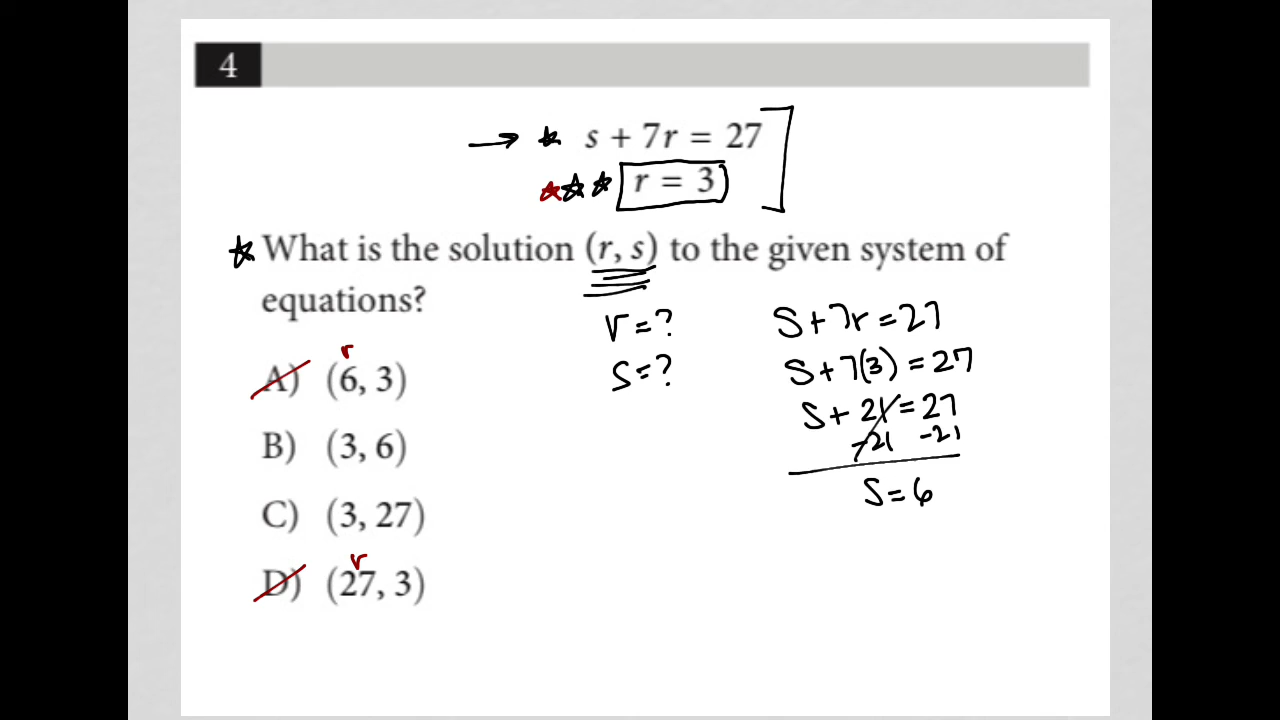 4
s + 7r = 27
r = 3
What is the solution (r, s) to the given system of
equations?
r = ?
s = ?
r
A) (6, 3)
B) (3, 6)
C) (3, 27)
r
D) (27, 3)
S + 7r = 27
S + 7(3) = 27
S + 21 = 27
-21 -21
S = 6